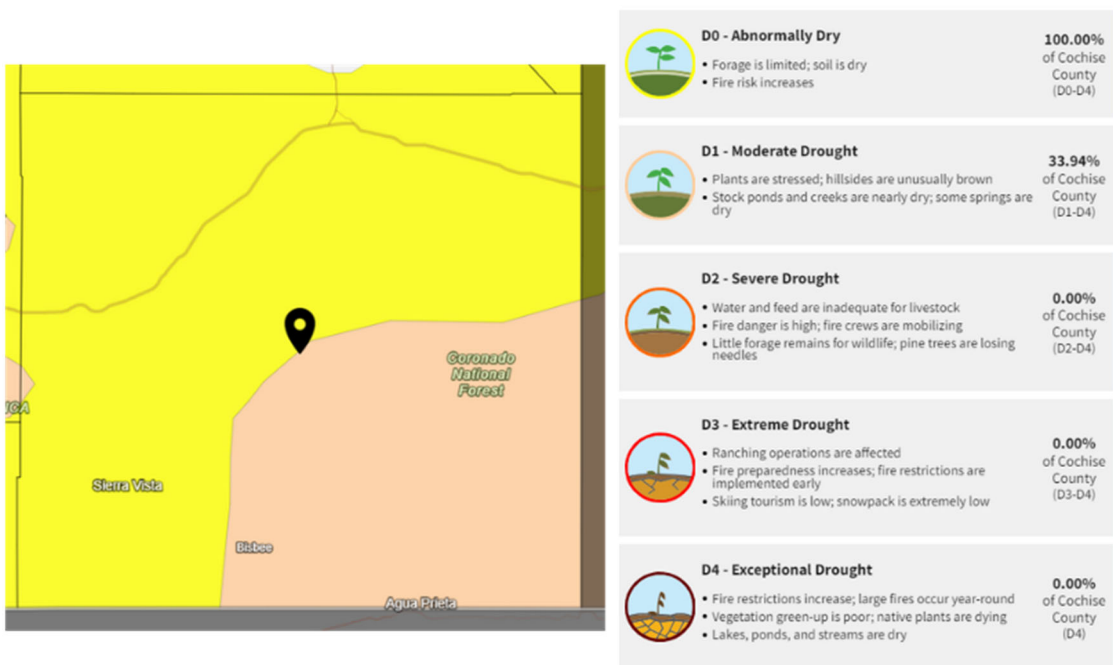 Coronado
National
Forest
Sierra Vista
Bisbee
Agua Prieta
D0 - Abnormally Dry
• Forage is limited; soil is dry
• Fire risk increases
100.00%
of Cochise
County
(D0-D4)
D1 - Moderate Drought
• Plants are stressed; hillsides are unusually brown
• Stock ponds and creeks are nearly dry; some springs are
dry
33.94%
of Cochise
County
(D1-D4)
D2 - Severe Drought
• Water and feed are inadequate for livestock
• Fire danger is high; fire crews are mobilizing
• Little forage remains for wildlife; pine trees are losing
needles
0.00%
of Cochise
County
(D2-D4)
D3 - Extreme Drought
• Ranching operations are affected
• Fire preparedness increases; fire restrictions are
implemented early
• Skiing tourism is low; snowpack is extremely low
0.00%
of Cochise
County
(D3-D4)
D4 - Exceptional Drought
• Fire restrictions increase; large fires occur year-round
• Vegetation green-up is poor; native plants are dying
• Lakes, ponds, and streams are dry
0.00%
of Cochise
County
(D4)